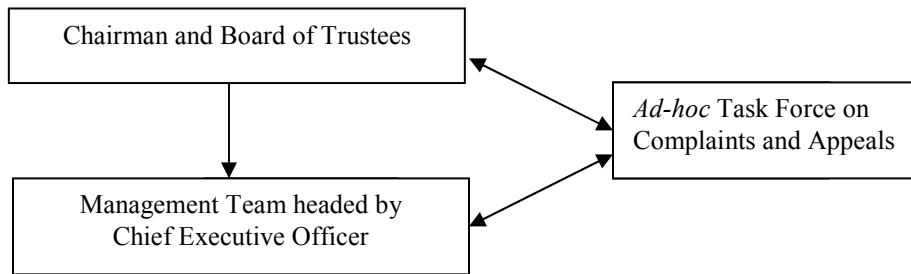 Chairman and Board of Trustees
Ad-hoc Task Force on
Complaints and Appeals
Management Team headed by
Chief Executive Officer